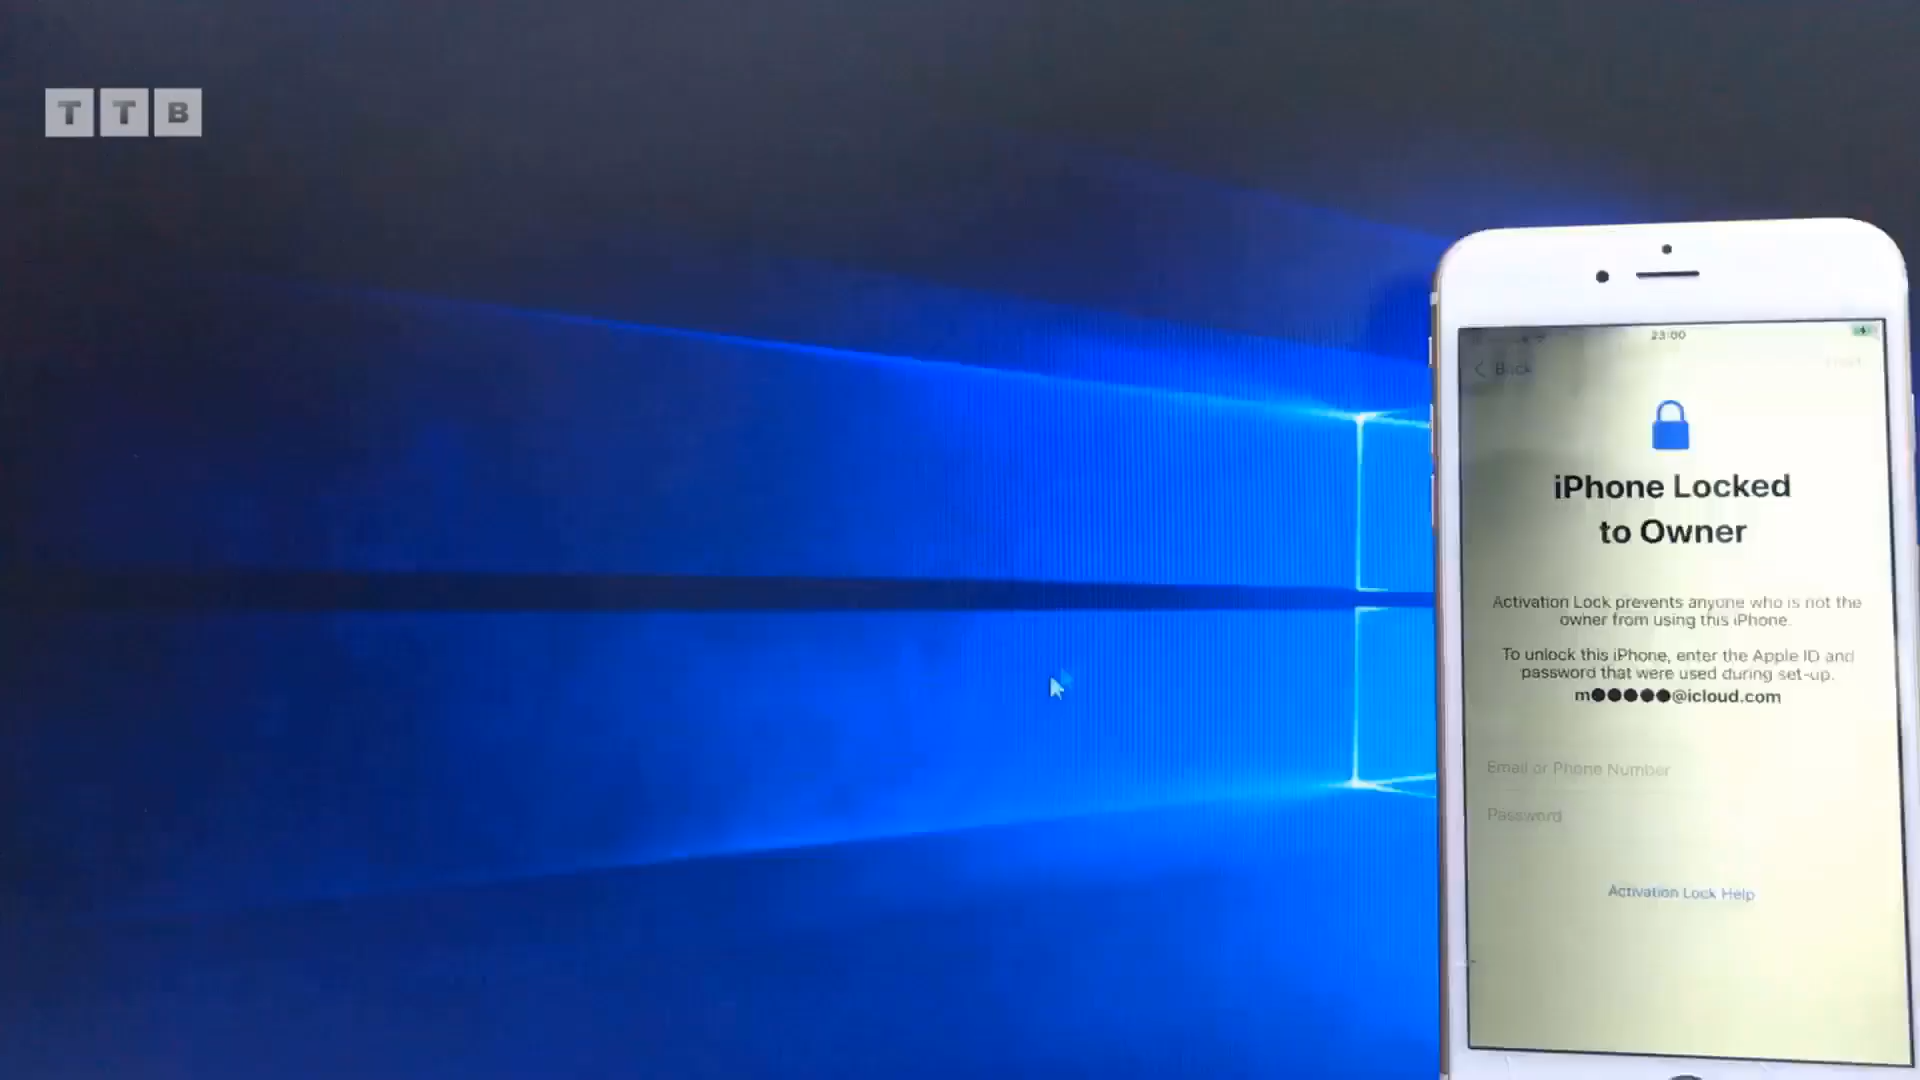 TTB
23:00
Back
iPhone Locked
to Owner
Activation Lock prevents anyone who is not the
owner from using this iPhone.
To unlock this iPhone, enter the Apple ID and
password that were used during set-up.
m●●●●●@icloud.com
Email or Phone Number
Password
Activation Lock Help